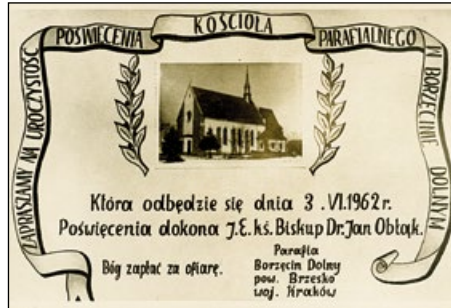 ZAPRASZAMY NA UROCZYSTOŚĆ
POŚWIĘCENIA
KOŚCIOŁA
PARAFIALNEGO
W BORZĘCINIE
DOLNYM
Która odbędzie się dnia 3.VI.1962r.
Poświęcenia dokona J.E. ks. Biskup Dr. Jan Obłąk.
Bóg zapłać za ofiarę.
Parafia
Borzęcin Dolny
pow. Brzesko
woj. Kraków